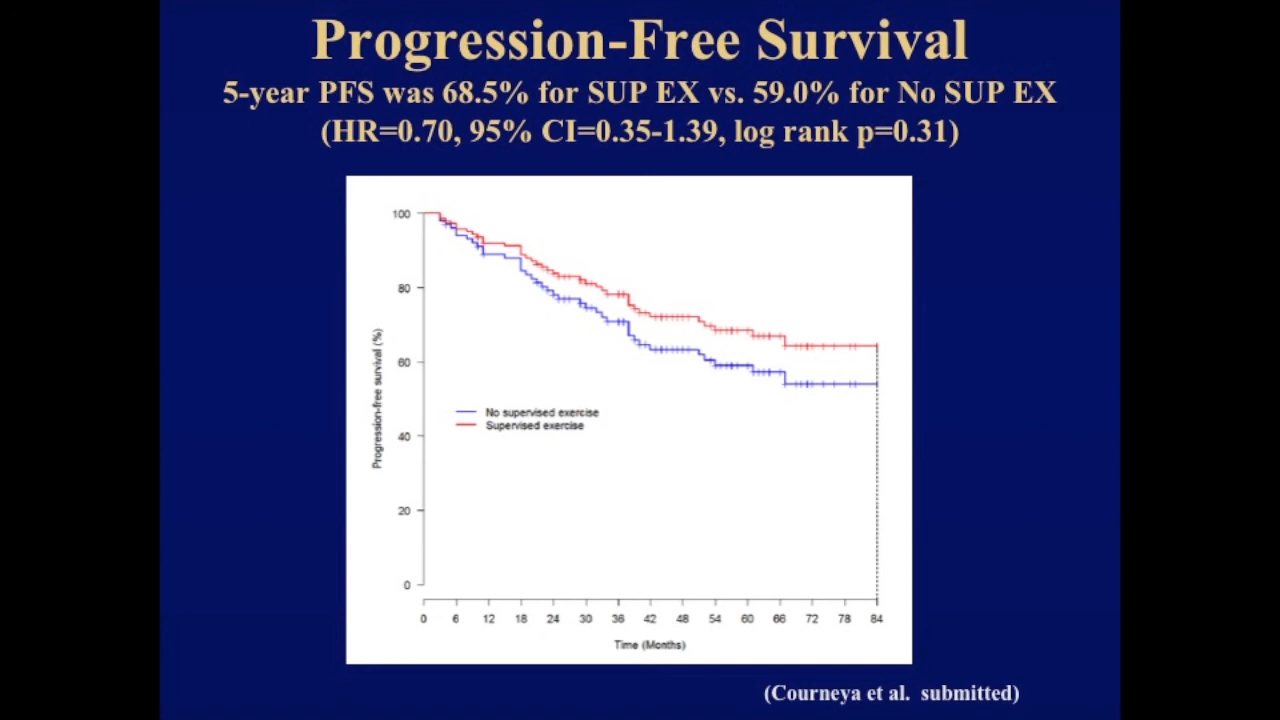 Progression-Free Survival
5-year PFS was 68.5% for SUP EX vs. 59.0% for No SUP EX
(HR=0.70, 95% CI=0.35-1.39, log rank p=0.31)
100
80
60
40
20
0
Progression-free survival (%)
No supervised exercise
Supervised exercise
0 6 12 18 24 30 36 42 48 54 60 66 72 78 84
Time (Months)
(Courneya et al. submitted)